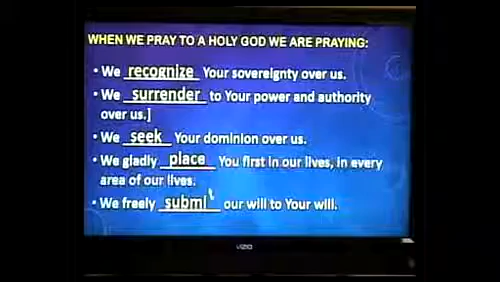 WHEN WE PRAY TO A HOLY GOD WE ARE PRAYING:
• We recognize Your sovereignty over us.
• We surrender to Your power and authority
over us.]
• We seek Your dominion over us.
• We gladly place You first in our lives, in every
area of our lives.
• We freely submit our will to Your will.
VIZIO